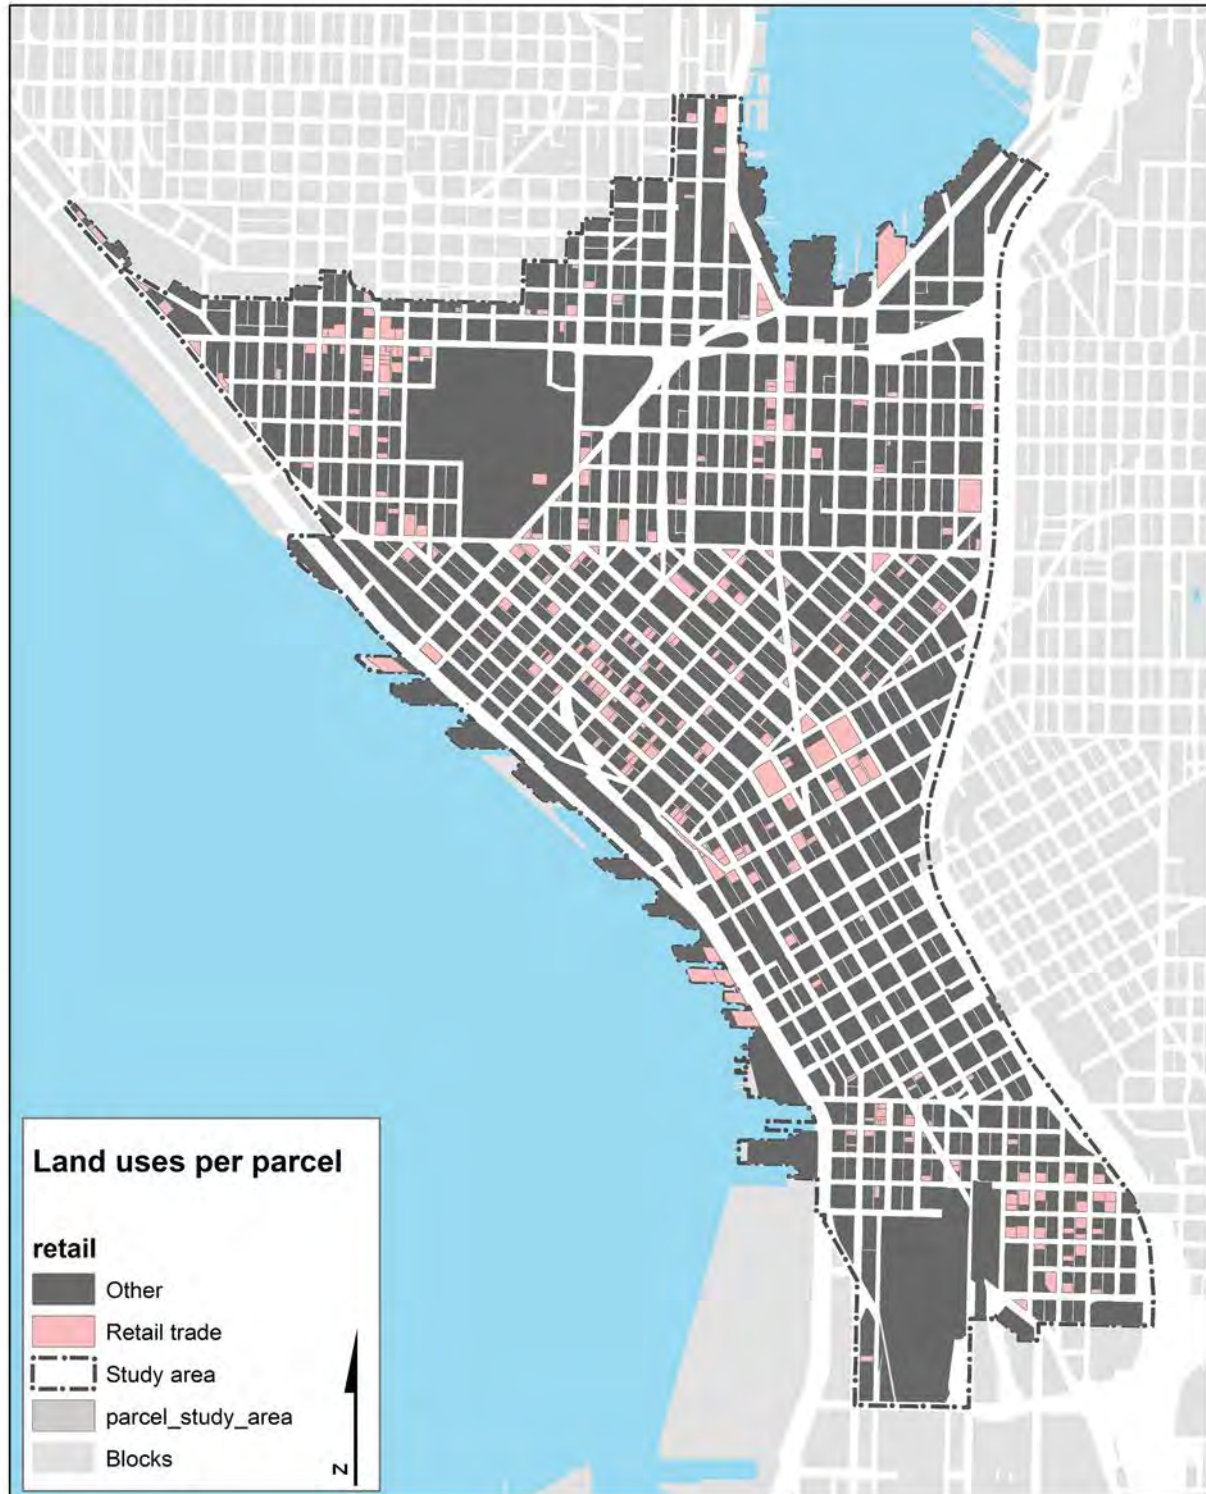 Land uses per parcel
retail
Other
Retail trade
Study area
parcel_study_area
Blocks
N